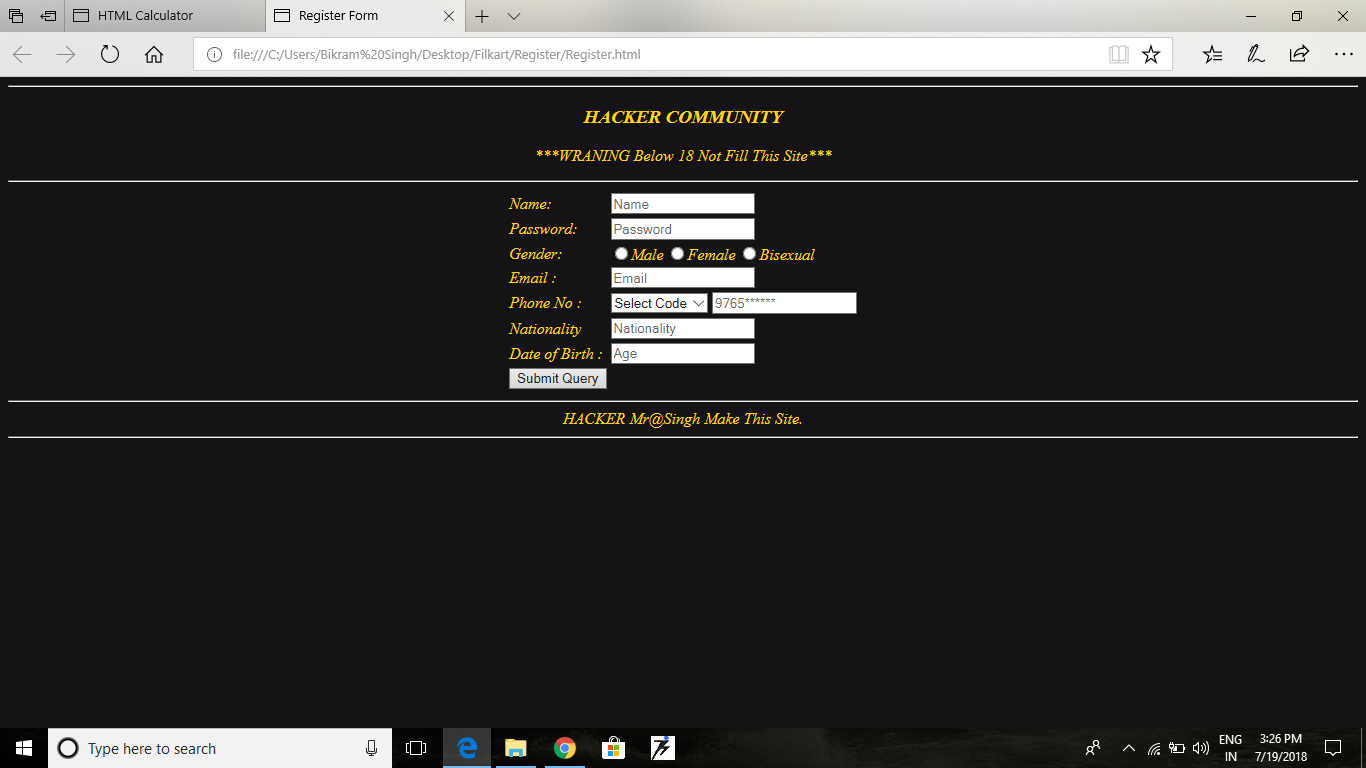 HTML Calculator
Register Form
file:///C:/Users/Bikram%20Singh/Desktop/Filkart/Register/Register.html
HACKER COMMUNITY
***WRANING Below 18 Not Fill This Site***
Name: Name
Password: Password
Gender: Male Female Bisexual
Email : Email
Phone No : Select Code 9765******
Nationality Nationality
Date of Birth : Age
Submit Query
HACKER Mr@Singh Make This Site.
Type here to search
ENG
IN
3:26 PM
7/19/2018